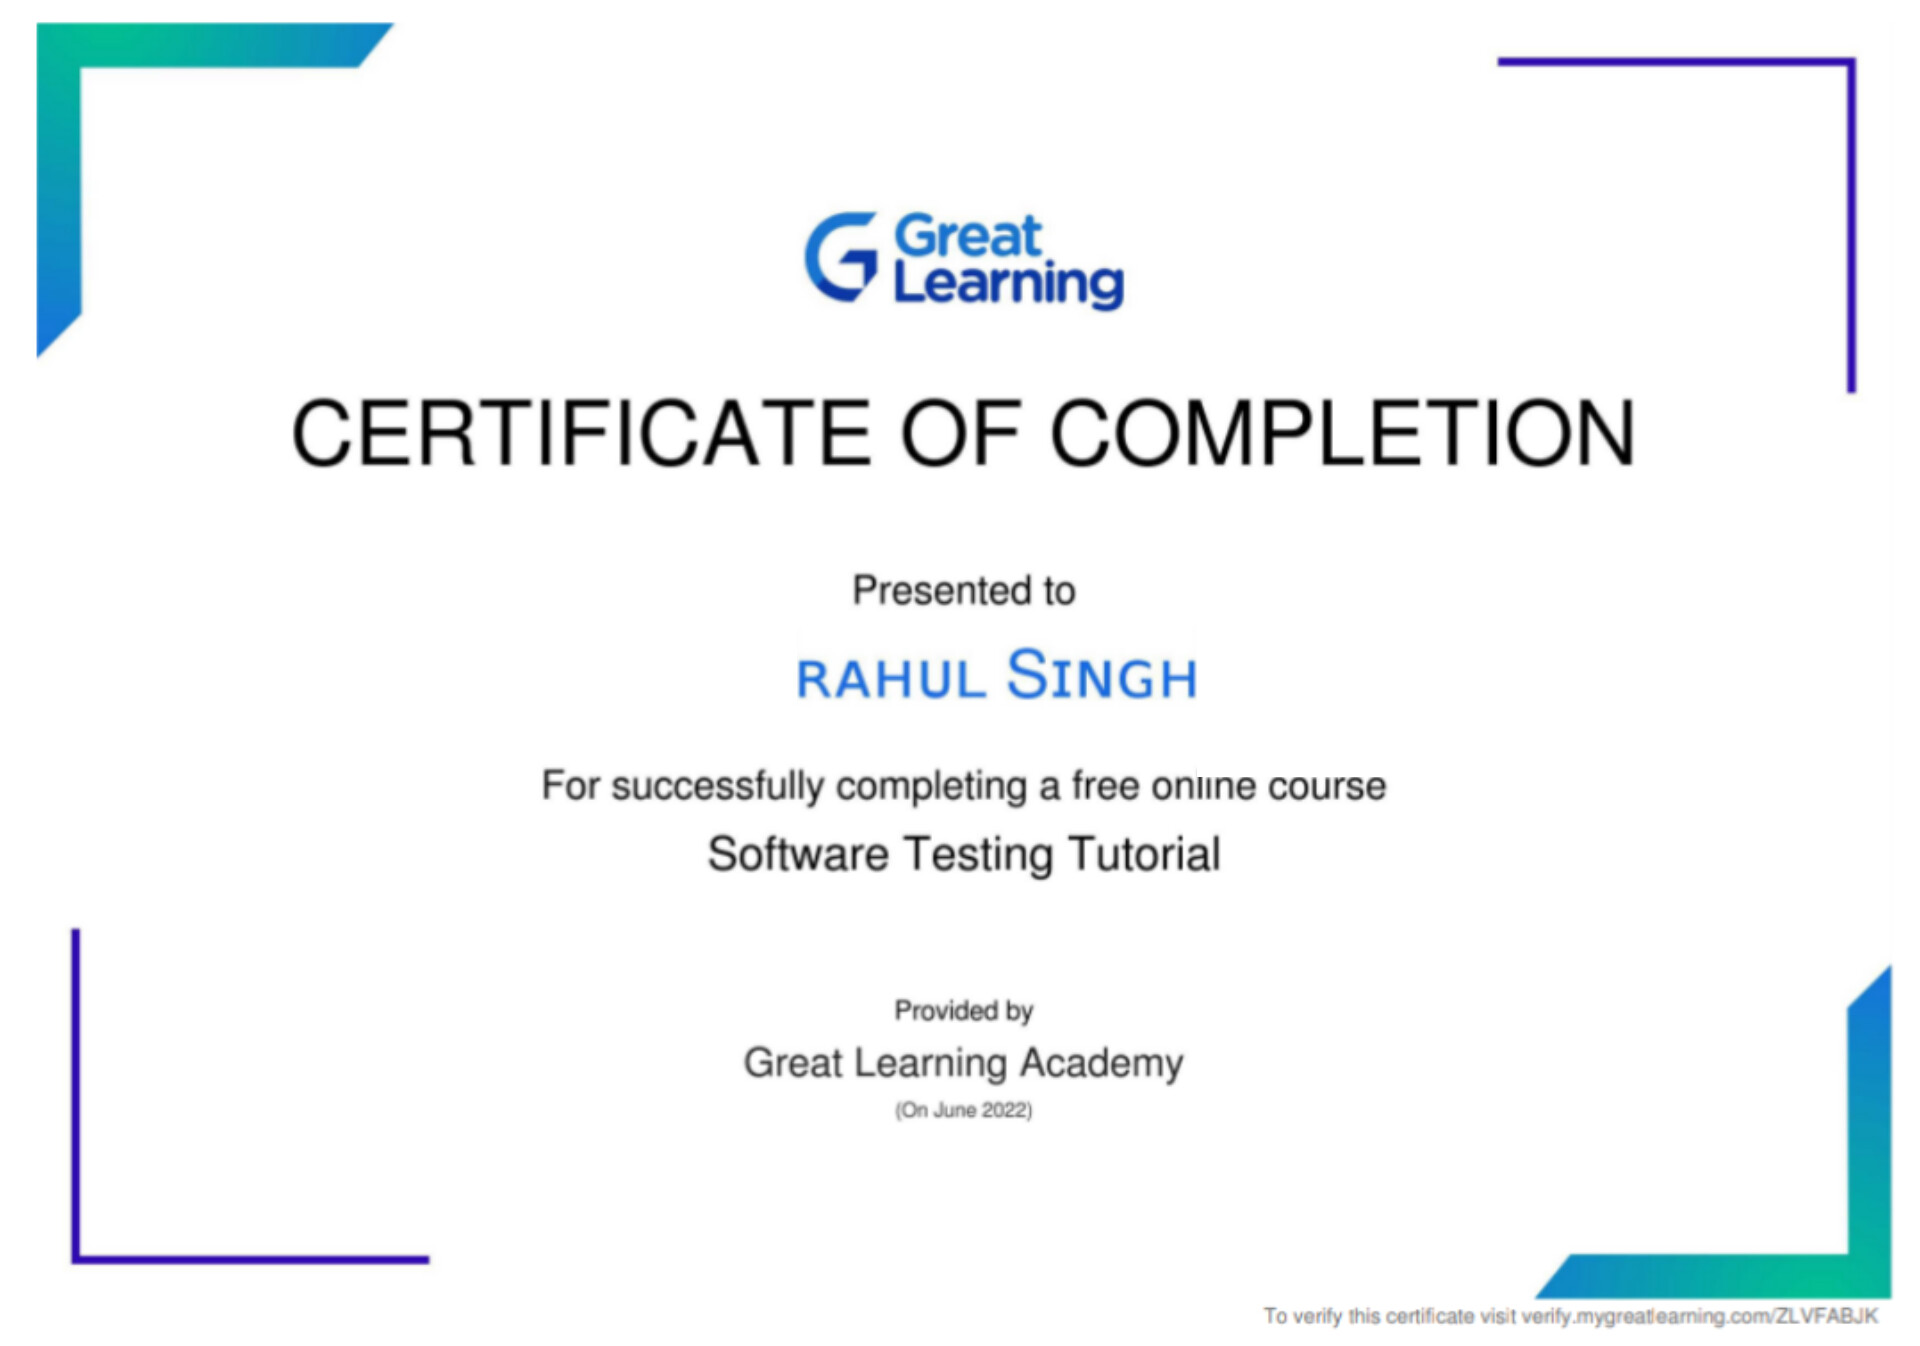 Great
Learning
CERTIFICATE OF COMPLETION
Presented to
RAHUL SINGH
For successfully completing a free online course
Software Testing Tutorial
Provided by
Great Learning Academy
(On June 2022)
To verify this certificate visit verify.mygreatlearning.com/ZLVFABJK